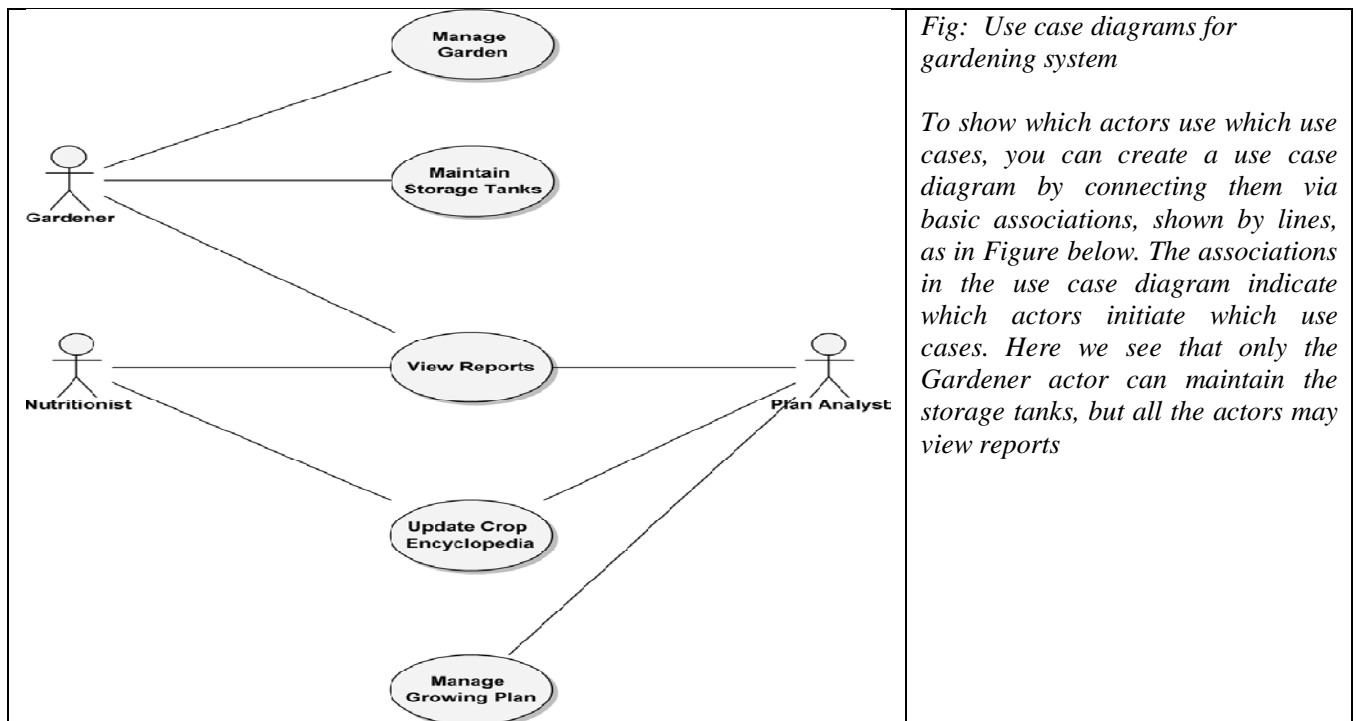 Manage
Garden
Maintain
Storage Tanks
Gardener
View Reports
Nutritionist
Plan Analyst
Update Crop
Encyclopedia
Manage
Growing Plan
Fig: Use case diagrams for
gardening system
To show which actors use which use
cases, you can create a use case
diagram by connecting them via
basic associations, shown by lines,
as in Figure below. The associations
in the use case diagram indicate
which actors initiate which use
cases. Here we see that only the
Gardener actor can maintain the
storage tanks, but all the actors may
view reports